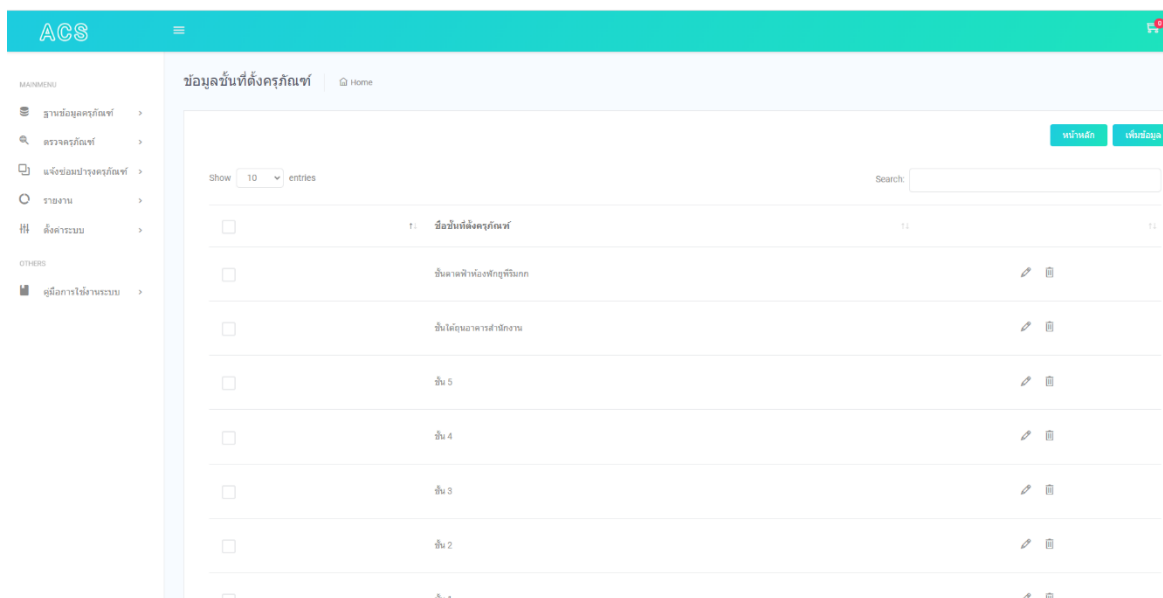 ACS
0
MAINMENU
ฐานข้อมูลครุภัณฑ์
ตรวจครุภัณฑ์
แจ้งซ่อมบำรุงครุภัณฑ์
รายงาน
ตั้งค่าระบบ
OTHERS
คู่มือการใช้งานระบบ
ข้อมูลชั้นที่ตั้งครุภัณฑ์ Home
หน้าหลัก เพิ่มข้อมูล
Show 10 entries Search:
ชื่อชั้นที่ตั้งครุภัณฑ์
ชั้นดาดฟ้าห้องพักภูพีริมกก
ชั้นใต้ถุนอาคารสำนักงาน
ชั้น 5
ชั้น 4
ชั้น 3
ชั้น 2